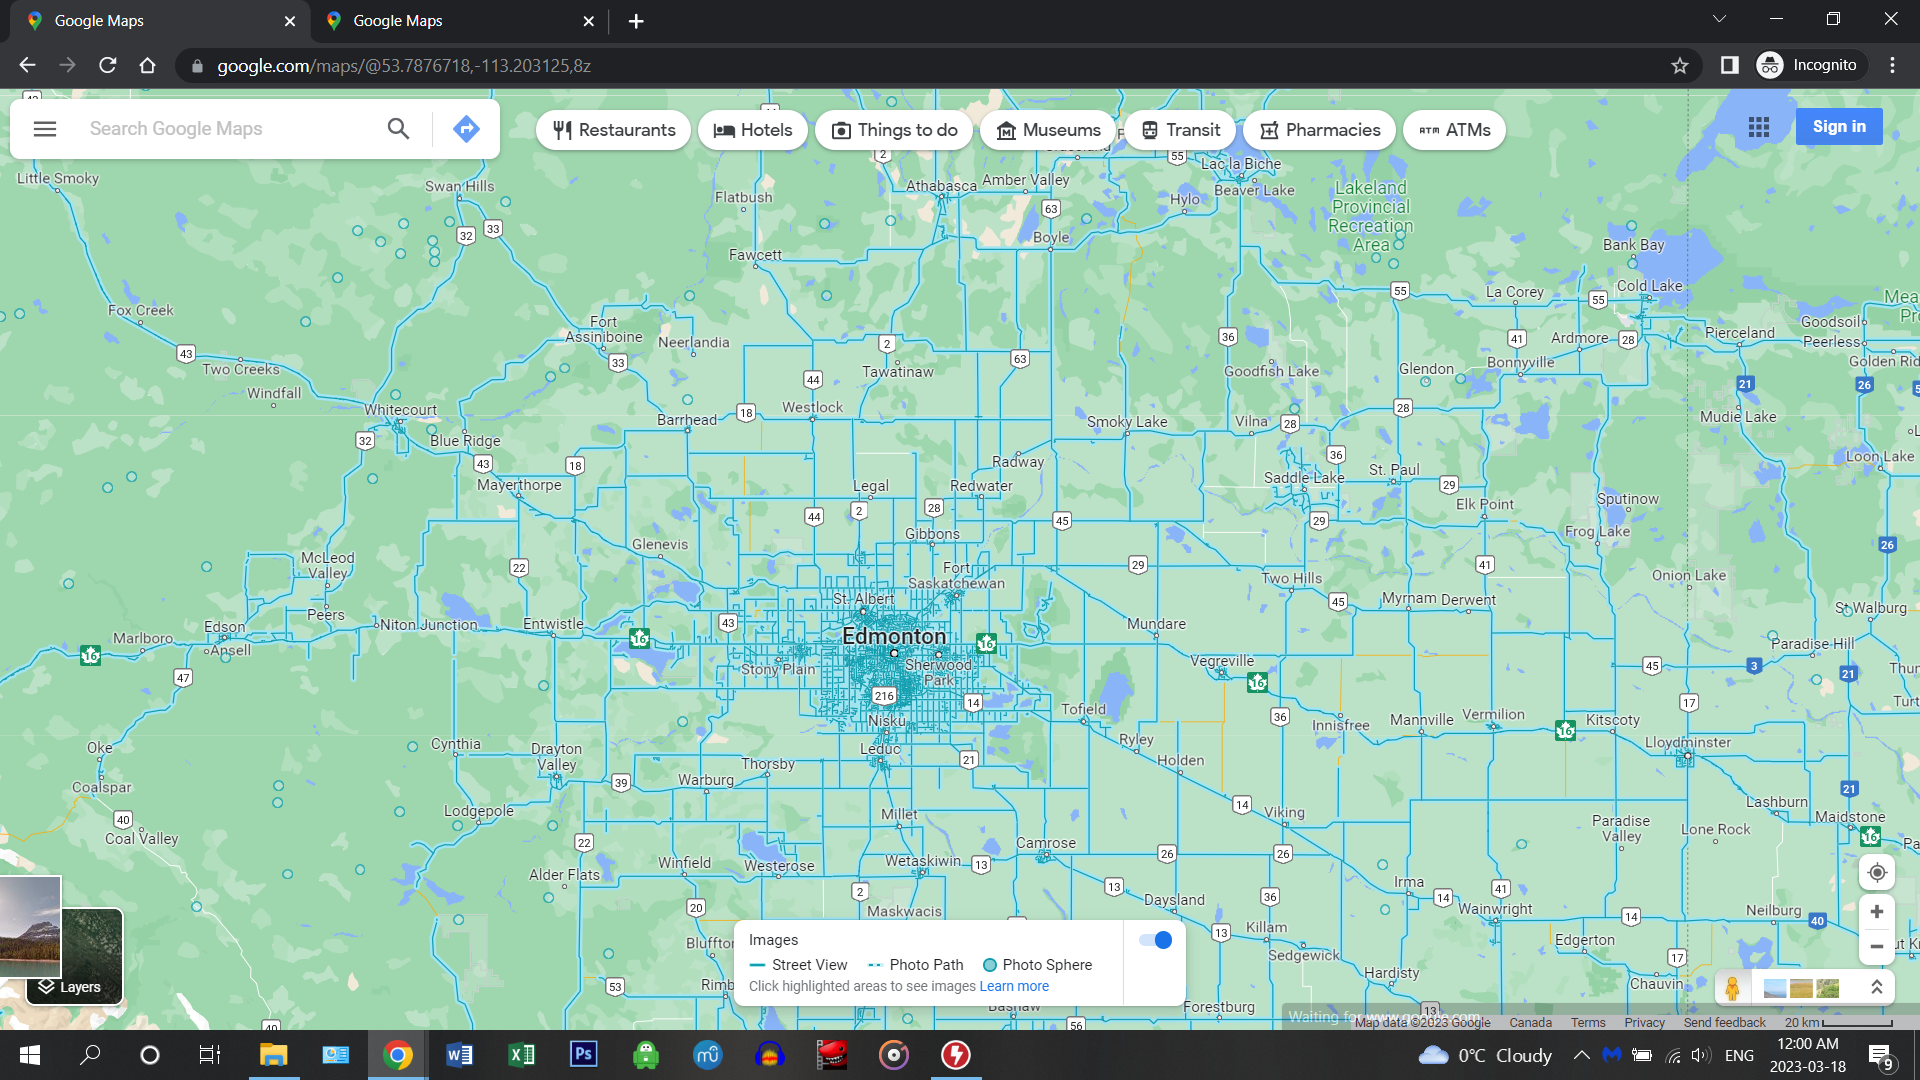 Google Maps
Google Maps
google.com/maps/@53.7876718,-113.203125,8z
Incognito
Search Google Maps
Restaurants
Hotels
Things to do
Museums
Transit
Pharmacies
ATMs
Sign in
Little Smoky
Swan Hills
Flatbush
Athabasca
Amber Valley
Hylo
Lac la Biche
Beaver Lake
Lakeland
Provincial
Recreation
Area
Boyle
Fawcett
Bank Bay
Cold Lake
La Corey
Fox Creek
Fort
Assiniboine
Neerlandia
Tawatinaw
Two Creeks
Windfall
Goodfish Lake
Glendon
Bonnyville
Ardmore
Pierceland
Goodsoil
Peerless
Whitecourt
Blue Ridge
Barrhead
Westlock
Smoky Lake
Vilna
Mudie Lake
Loon Lake
Mayerthorpe
Legal
Radway
Redwater
Saddle Lake
St. Paul
Elk Point
Sputinow
Frog Lake
McLeod
Valley
Glenevis
Gibbons
Fort
Saskatchewan
Two Hills
Myrnam
Derwent
Onion Lake
St Walburg
Marlboro
Edson
Ansell
Peers
Niton Junction
Entwistle
St. Albert
Edmonton
Stony Plain
Sherwood
Park
Mundare
Vegreville
Paradise Hill
Nisku
Leduc
Tofield
Ryley
Holden
Innisfree
Mannville
Vermilion
Kitscoty
Lloydminster
Oke
Coalspar
Coal Valley
Cynthia
Drayton
Valley
Lodgepole
Thorsby
Warburg
Millet
Viking
Paradise
Valley
Lone Rock
Lashburn
Maidstone
Alder Flats
Winfield
Westerose
Wetaskiwin
Camrose
Maskwacis
Daysland
Killam
Sedgewick
Irma
Wainwright
Edgerton
Neilburg
Hardisty
Chauvin
Forestburg
Images
Street View
Photo Path
Photo Sphere
Click highlighted areas to see images Learn more
Layers
Waiting for www.google.com...
Map data ©2023 Google
Canada
Terms
Privacy
Send feedback
20 km
0°C Cloudy
ENG
12:00 AM
2023-03-18
9